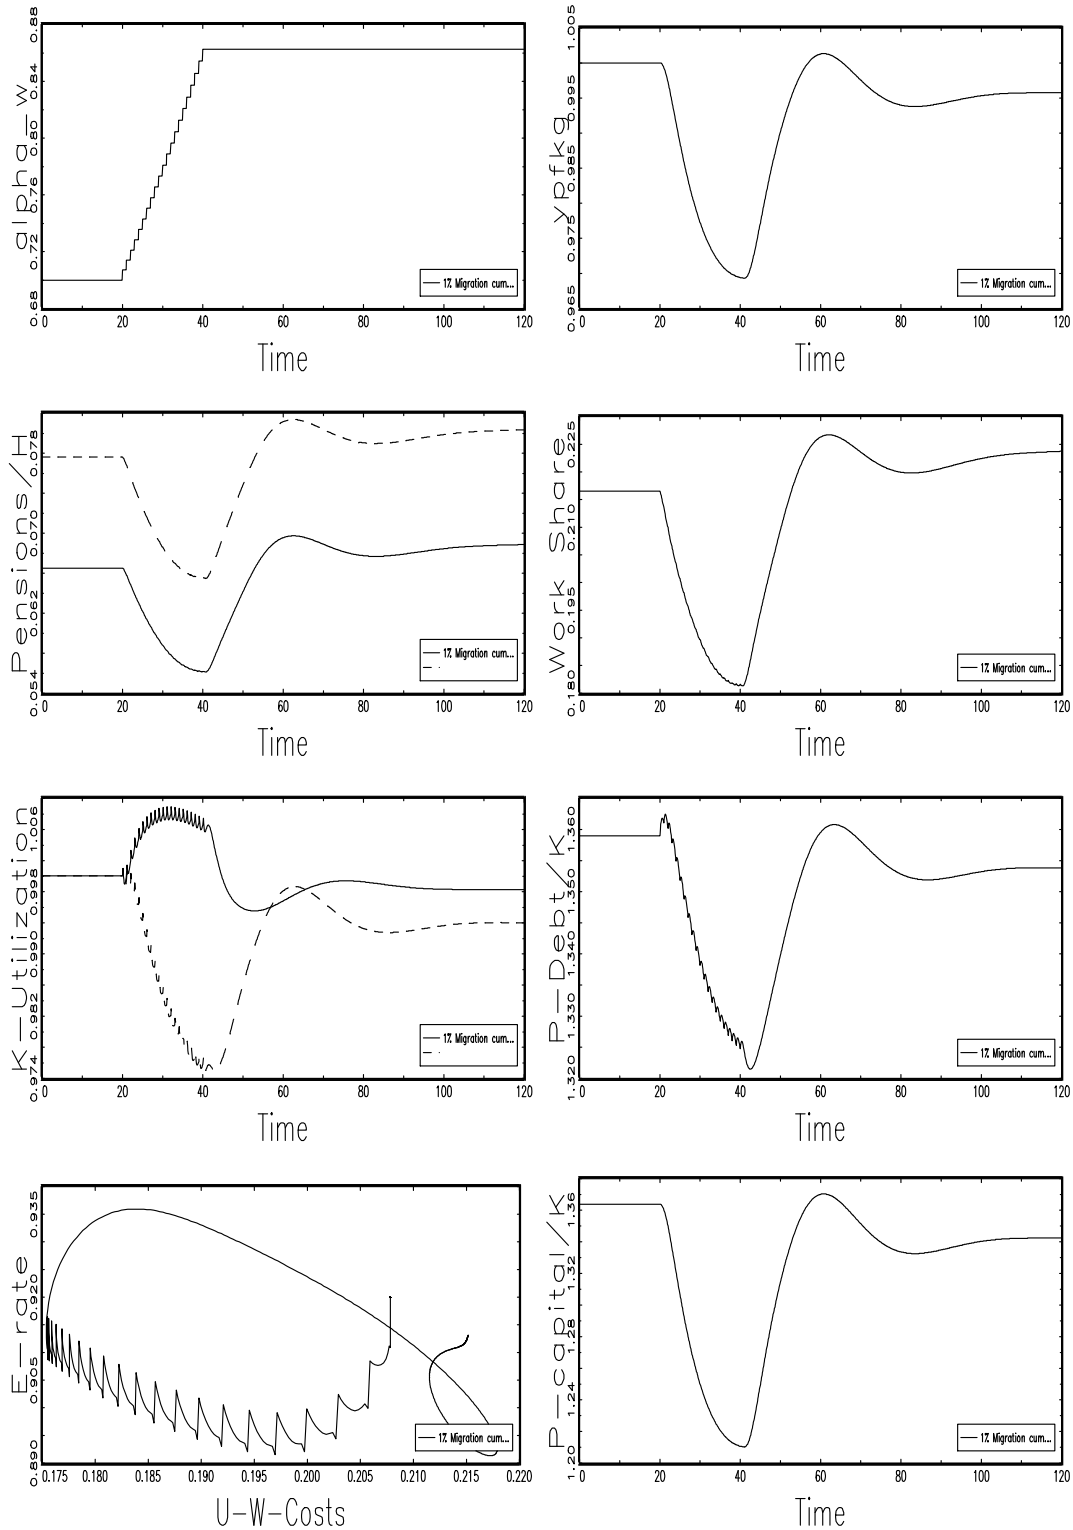 alpha-w
0.68 0.72 0.76 0.80 0.84 0.88
1% Migration cum...
0 20 40 60 80 100 120
Time
ypfkg
0.965 0.975 0.985 0.995 1.005
1% Migration cum...
0 20 40 60 80 100 120
Time
Pensions/H
0.054 0.062 0.070 0.078
1% Migration cum...
-
0 20 40 60 80 100 120
Time
Work Share
0.180 0.195 0.210 0.225
1% Migration cum...
0 20 40 60 80 100 120
Time
K-Utilization
0.974 0.982 0.990 0.998 1.006
1% Migration cum...
-
0 20 40 60 80 100 120
Time
P-Debt/K
1.320 1.330 1.340 1.350 1.360
1% Migration cum...
0 20 40 60 80 100 120
Time
E-rate
0.890 0.905 0.920 0.935
1% Migration cum...
0.175 0.180 0.185 0.190 0.195 0.200 0.205 0.210 0.215 0.220
U-W-Costs
P-capital/K
1.20 1.24 1.28 1.32 1.36
1% Migration cum...
0 20 40 60 80 100 120
Time